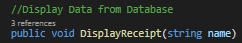 //Display Data from Database
3 references
public void DisplayReceipt(string name)